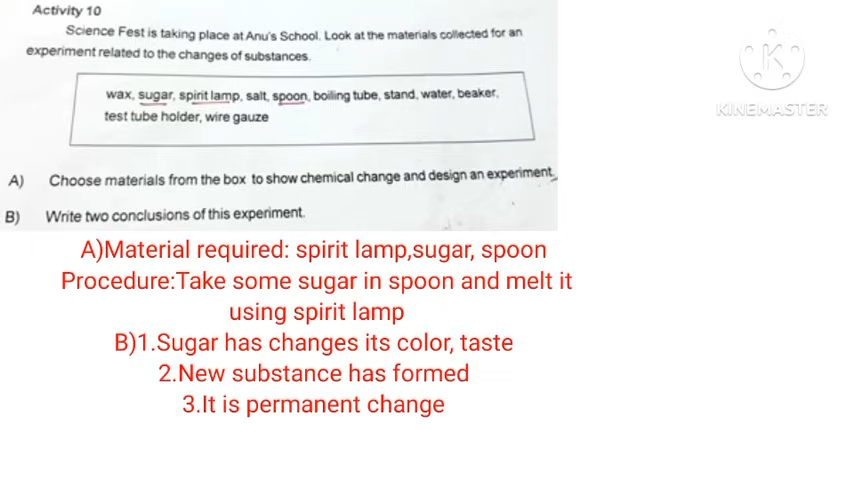 Activity 10
Science Fest is taking place at Anu's School. Look at the materials collected for an
experiment related to the changes of substances.
wax, sugar, spirit lamp, salt, spoon, boiling tube, stand, water, beaker,
test tube holder, wire gauze
A) Choose materials from the box to show chemical change and design an experiment.
B) Write two conclusions of this experiment.
K
KINEMASTER
A)Material required: spirit lamp,sugar, spoon
Procedure:Take some sugar in spoon and melt it
using spirit lamp
B)1.Sugar has changes its color, taste
2.New substance has formed
3.It is permanent change